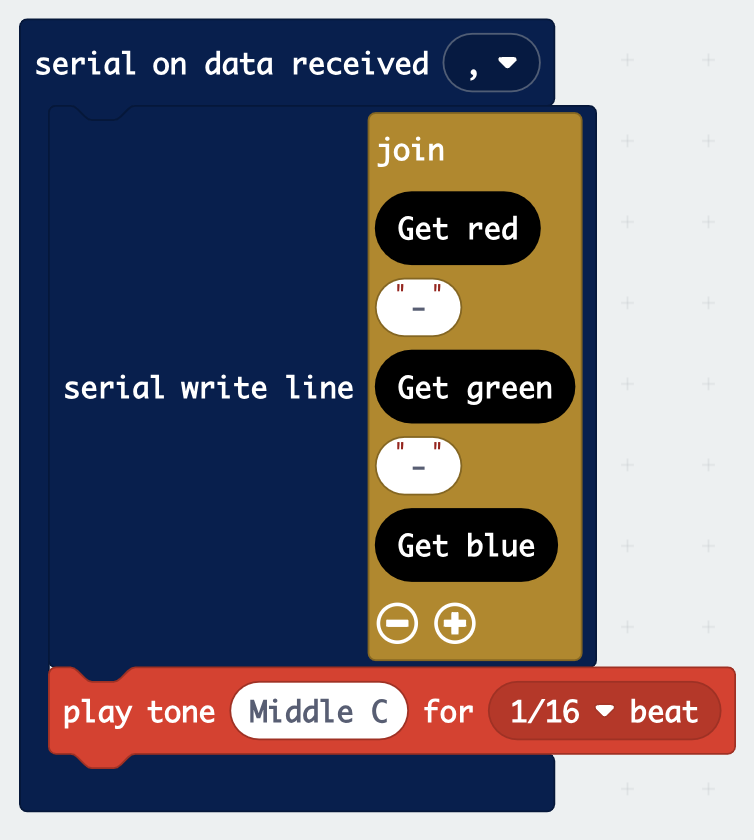 serial on data received , 
join
Get red
"-"
serial write line Get green
"-"
Get blue
play tone Middle C for 1/16 beat